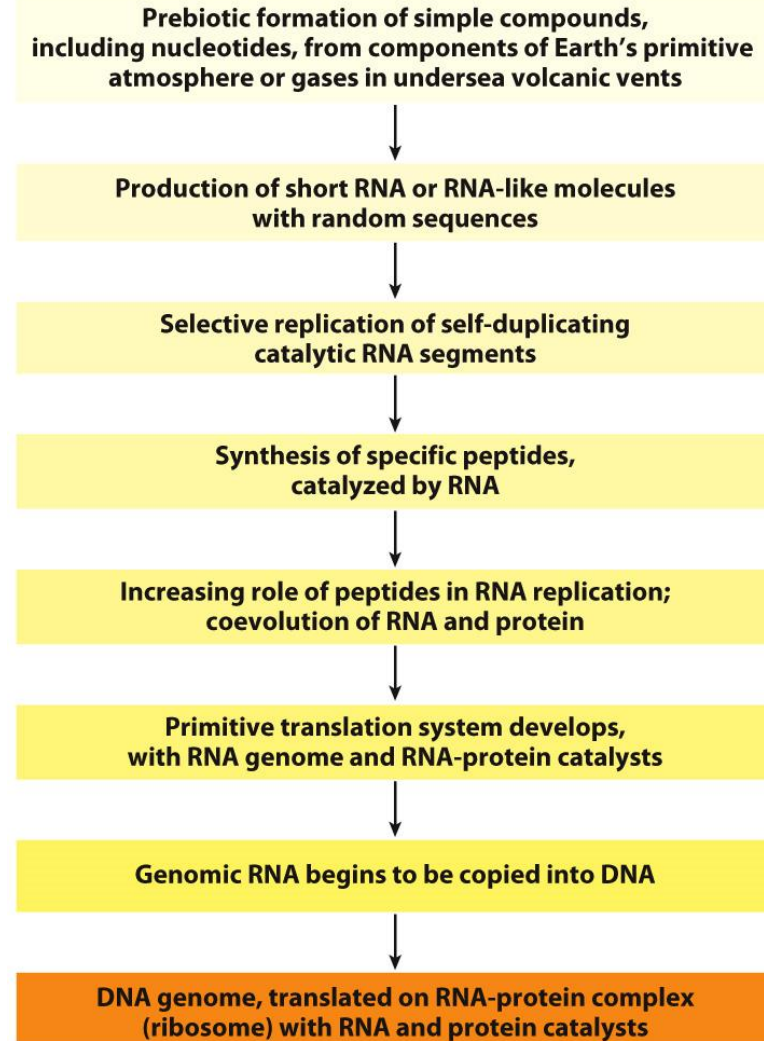 Prebiotic formation of simple compounds,
including nucleotides, from components of Earth’s primitive
atmosphere or gases in undersea volcanic vents
Production of short RNA or RNA-like molecules
with random sequences
Selective replication of self-duplicating
catalytic RNA segments
Synthesis of specific peptides,
catalyzed by RNA
Increasing role of peptides in RNA replication;
coevolution of RNA and protein
Primitive translation system develops,
with RNA genome and RNA-protein catalysts
Genomic RNA begins to be copied into DNA
DNA genome, translated on RNA-protein complex
(ribosome) with RNA and protein catalysts